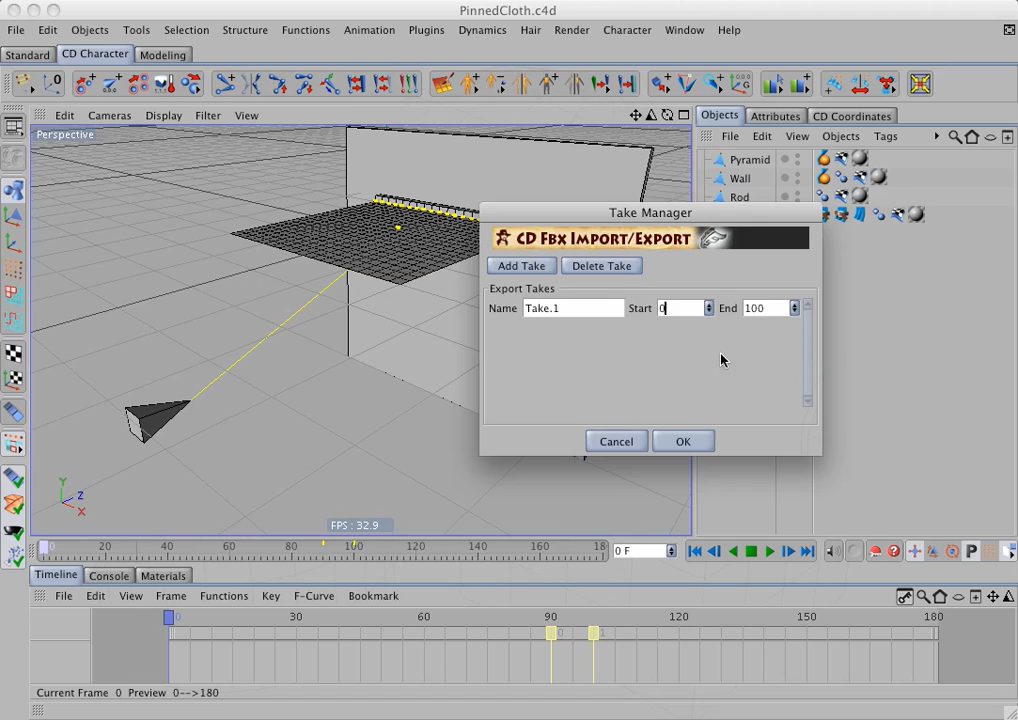 PinnedCloth.c4d
File Edit Objects Tools Selection Structure Functions Animation Plugins Dynamics Hair Render Character Window Help
Standard CD Character Modeling
Edit Cameras Display Filter View
Objects Attributes CD Coordinates
Perspective
File Edit View Objects Tags
Pyramid
Wall
Rod
Take Manager
CD FBX IMPORT/EXPORT
Add Take Delete Take
Export Takes
Name Take.1 Start 0 End 100
Cancel OK
Y
Z
X
FPS : 32.9
0 20 40 60 80 100 120 140 160 18 0 F P
Timeline Console Materials
File Edit View Frame Functions Key F-Curve Bookmark
0 30 60 90 120 150 180
0 1
Current Frame 0 Preview 0-->180